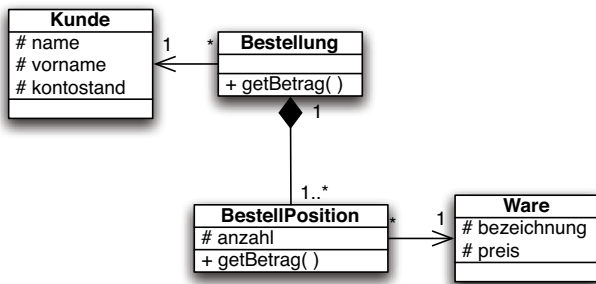 Kunde
# name
# vorname
# kontostand
1
*
Bestellung
+ getBetrag( )
1
1..*
BestellPosition
# anzahl
+ getBetrag( )
*
1
Ware
# bezeichnung
# preis